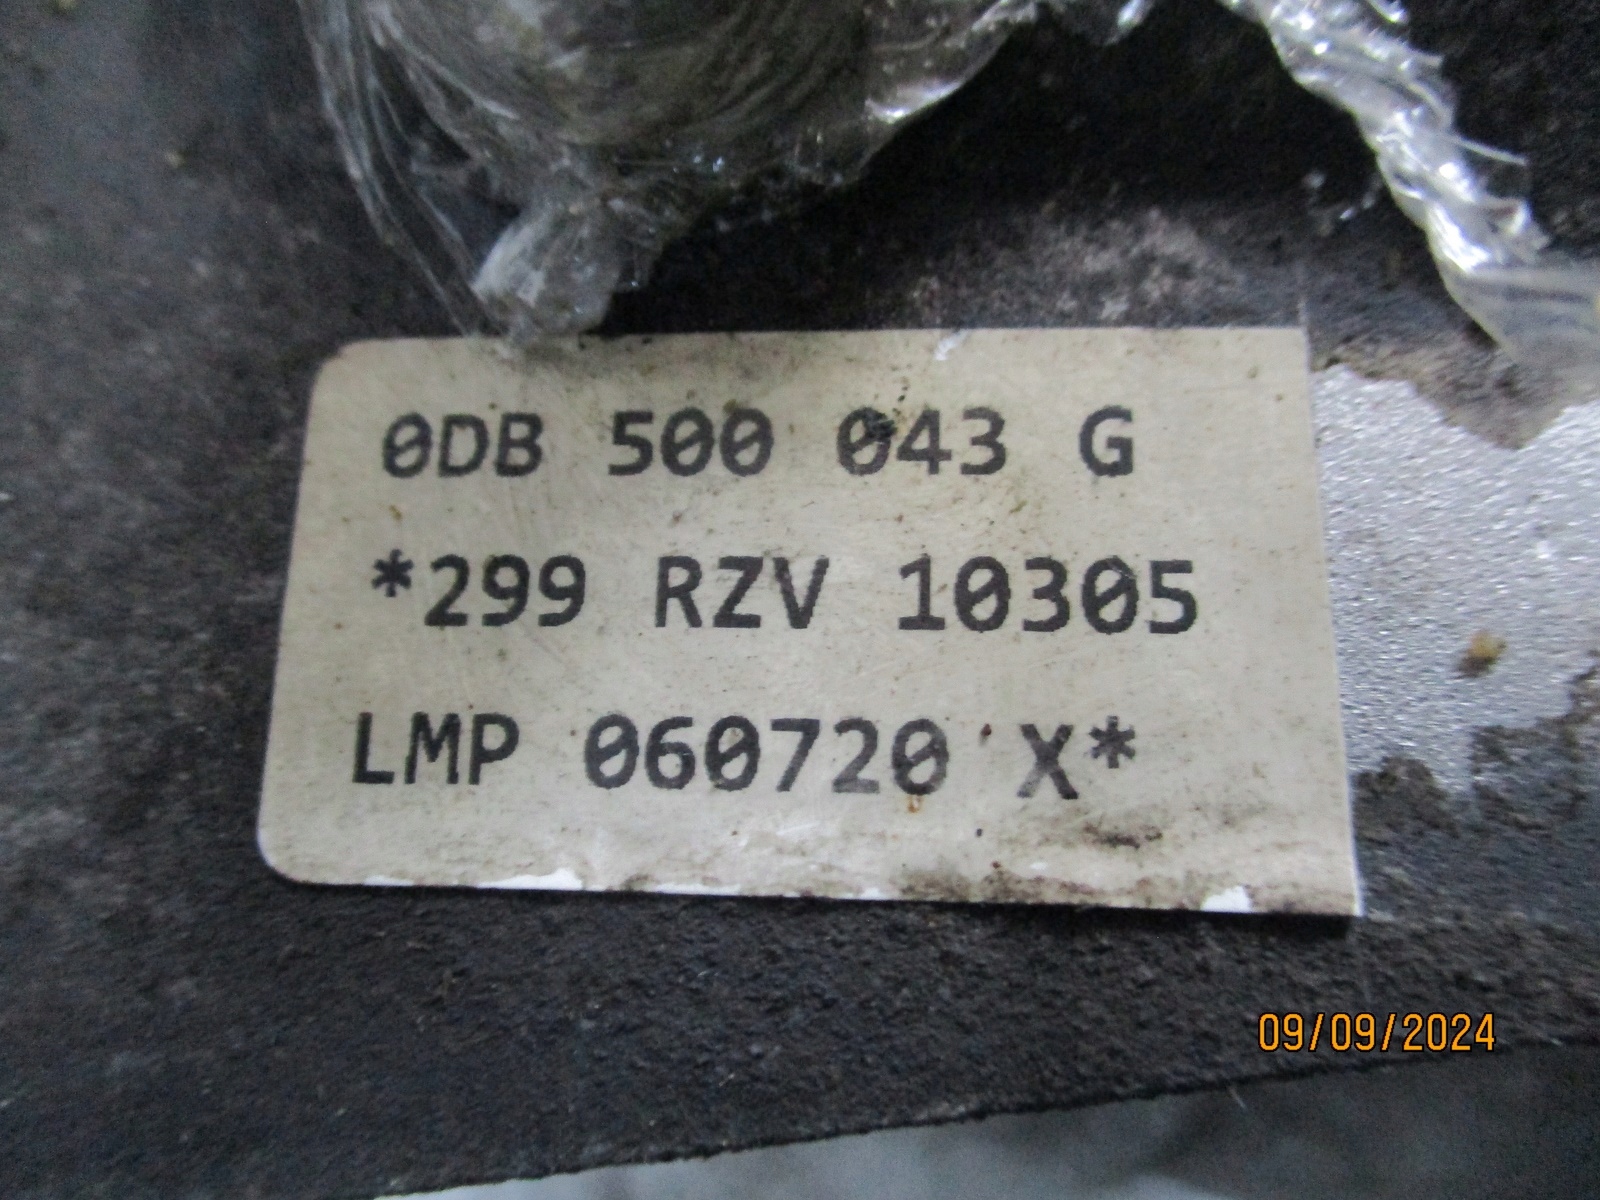 0DB 500 043 G
*299 RZV 10305
LMP 060720 X*
09/09/2024